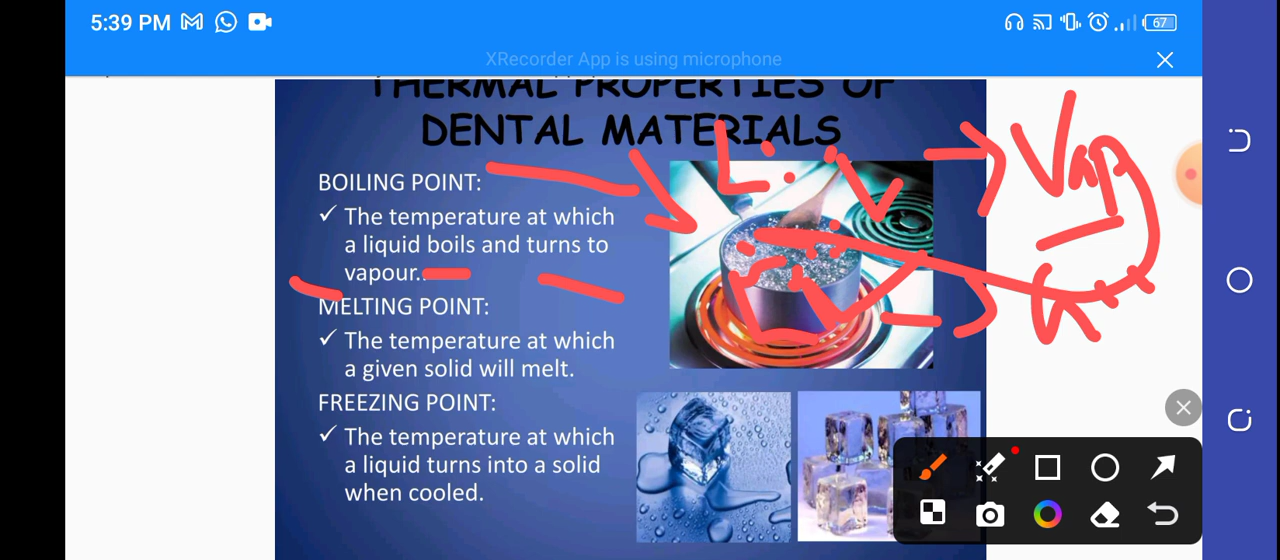 5:39 PM
67
XRecorder App is using microphone
THERMAL PROPERTIES OF
DENTAL MATERIALS
BOILING POINT:
✓ The temperature at which
a liquid boils and turns to
vapour..
MELTING POINT:
✓ The temperature at which
a given solid will melt.
FREEZING POINT:
✓ The temperature at which
a liquid turns into a solid
when cooled.
L
Vap